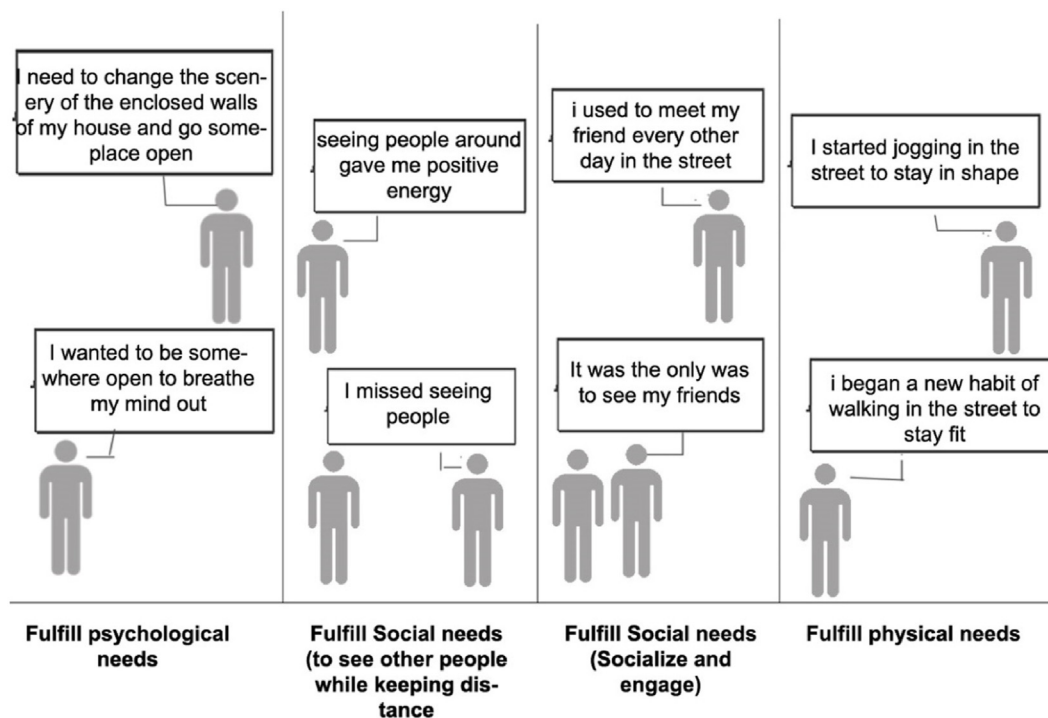 I need to change the scen-
ery of the enclosed walls
of my house and go some-
place open
I wanted to be some-
where open to breathe
my mind out
Fulfill psychological
needs
seeing people around
gave me positive
energy
I missed seeing
people
Fulfill Social needs
(to see other people
while keeping dis-
tance
i used to meet my
friend every other
day in the street
It was the only was
to see my friends
Fulfill Social needs
(Socialize and
engage)
I started jogging in the
street to stay in shape
i began a new habit of
walking in the street to
stay fit
Fulfill physical needs